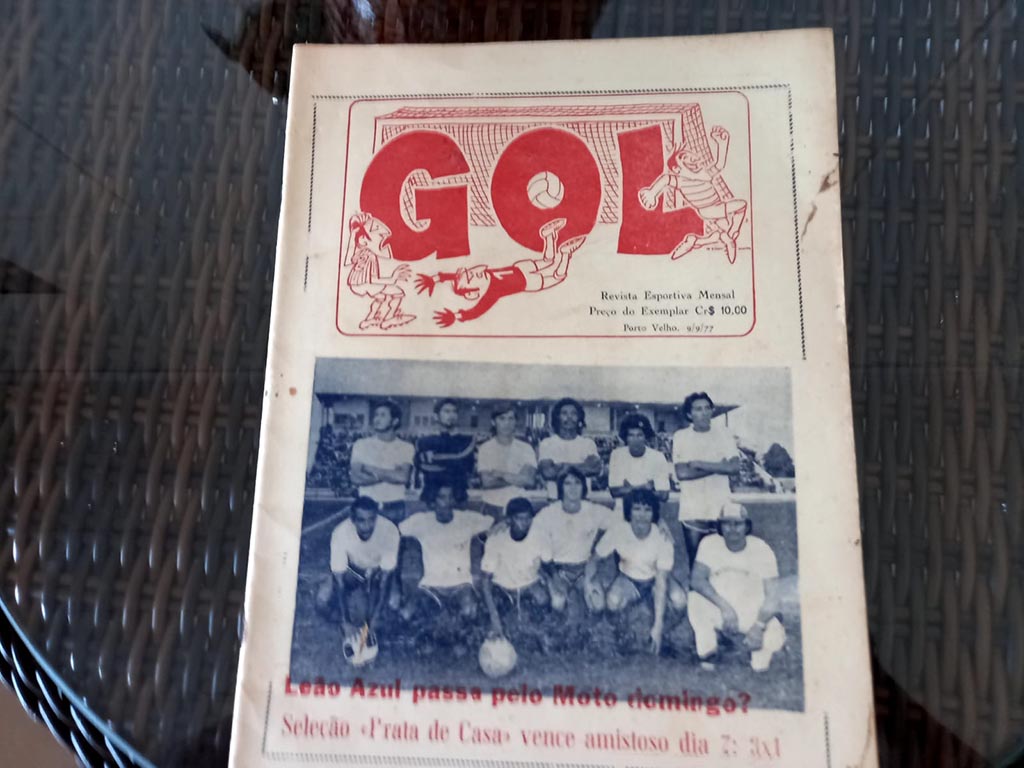 GOL
Revista Esportiva Mensal
Preço do Exemplar Cr$ 10,00
Porto Velho, 9/9/77
Leão Azul passa pelo Moto domingo?
Seleção «Prata de Casa» vence amistoso dia 7: 3x1